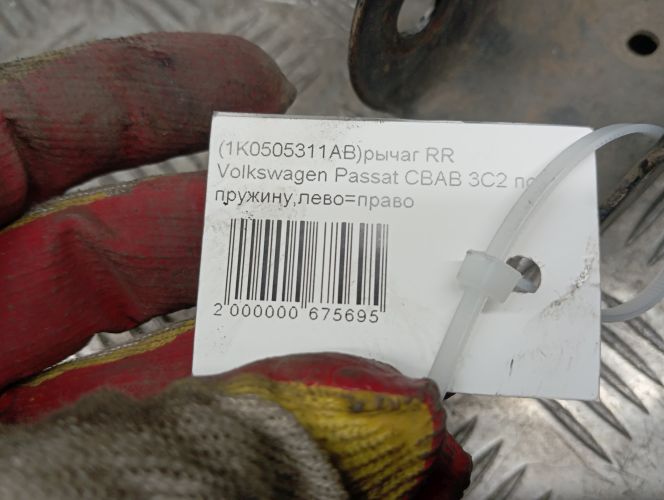 (1K0505311AB)рычаг RR
Volkswagen Passat CBAB 3C2
пружину,лево=право
2 000000 675695